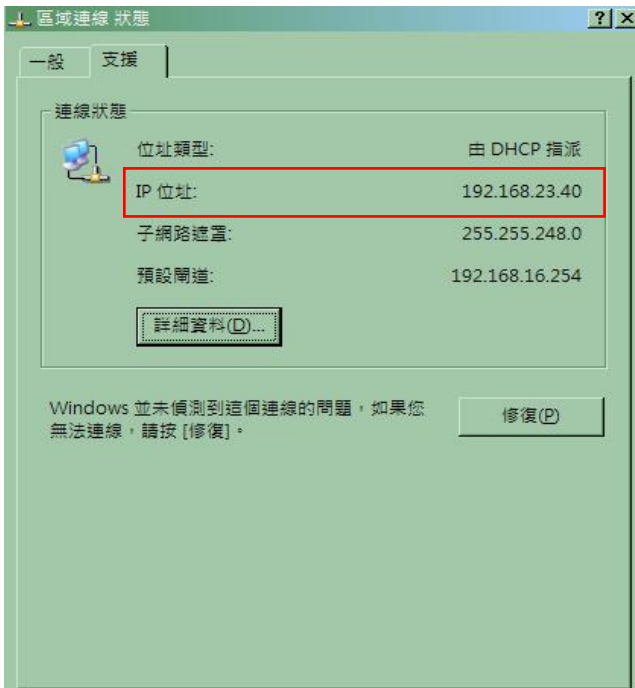 區域連線 狀態
一般 支援
連線狀態
位址類型: 由 DHCP 指派
IP 位址: 192.168.23.40
子網路遮罩: 255.255.248.0
預設閘道: 192.168.16.254
詳細資料(D)...
Windows 並未偵測到這個連線的問題，如果您
無法連線，請按 [修復]。
修復(P)